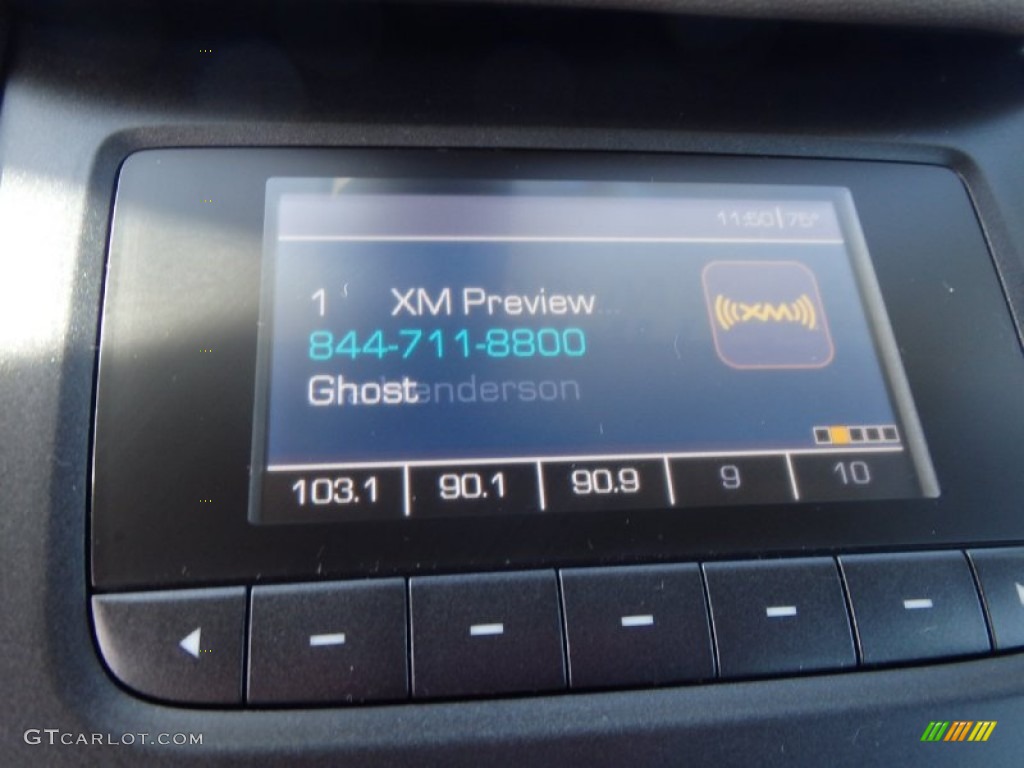 11:50 75°
1 XM Preview...
844-711-8800
Ghost enderson
XM
103.1 90.1 90.9 9 10
GTCARLOT.COM